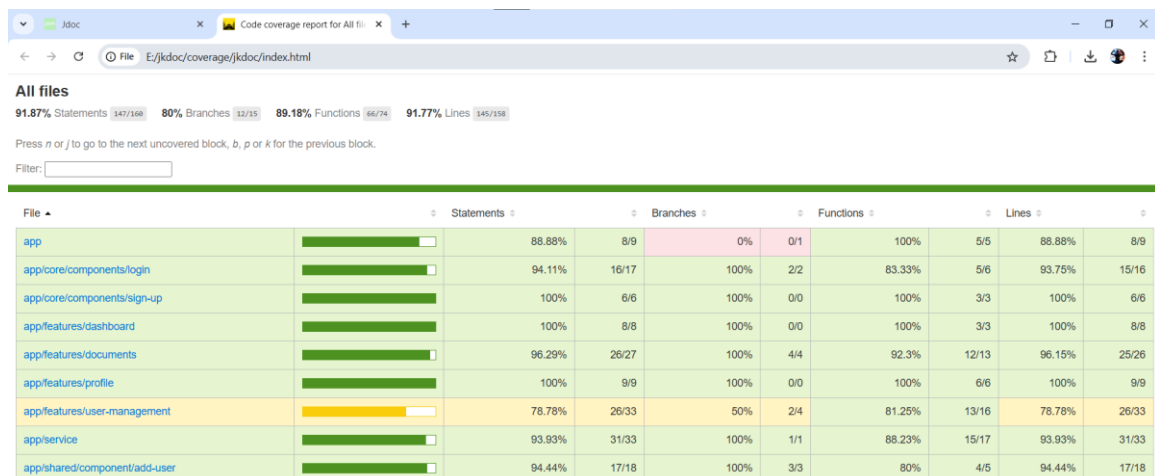 Jdoc
Code coverage report for All fil
File E:/jkdoc/coverage/jkdoc/index.html
All files
91.87% Statements 147/160 80% Branches 12/15 89.18% Functions 66/74 91.77% Lines 145/158
Press n or j to go to the next uncovered block, b, p or k for the previous block.
Filter:
File Statements Branches Functions Lines
app 88.88% 8/9 0% 0/1 100% 5/5 88.88% 8/9
app/core/components/login 94.11% 16/17 100% 2/2 83.33% 5/6 93.75% 15/16
app/core/components/sign-up 100% 6/6 100% 0/0 100% 3/3 100% 6/6
app/features/dashboard 100% 8/8 100% 0/0 100% 3/3 100% 8/8
app/features/documents 96.29% 26/27 100% 4/4 92.3% 12/13 96.15% 25/26
app/features/profile 100% 9/9 100% 0/0 100% 6/6 100% 9/9
app/features/user-management 78.78% 26/33 50% 2/4 81.25% 13/16 78.78% 26/33
app/service 93.93% 31/33 100% 1/1 88.23% 15/17 93.93% 31/33
app/shared/component/add-user 94.44% 17/18 100% 3/3 80% 4/5 94.44% 17/18